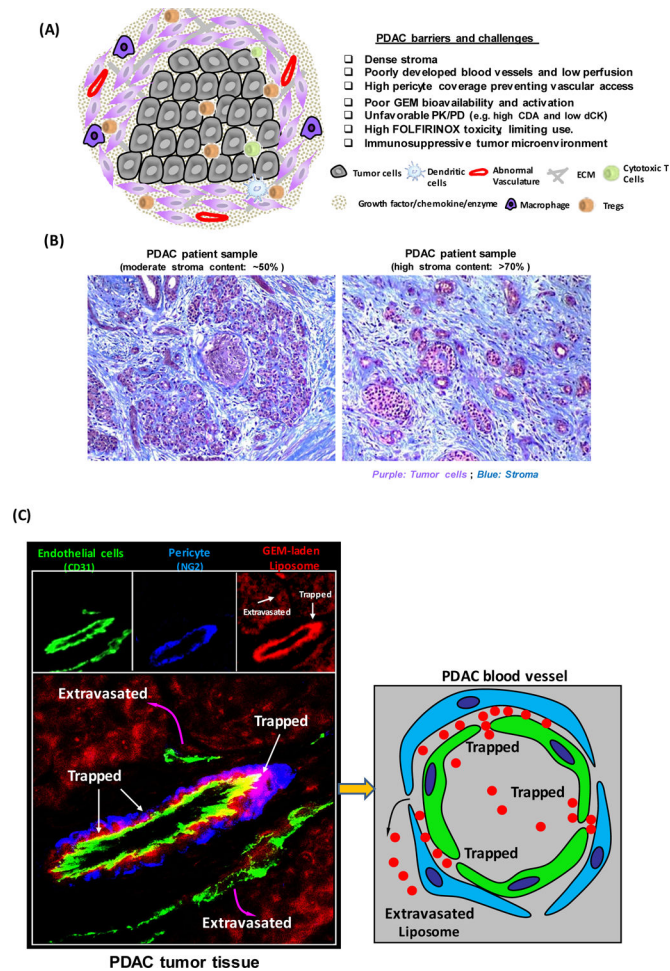 (A)
PDAC barriers and challenges
❑ Dense stroma
❑ Poorly developed blood vessels and low perfusion
❑ High pericyte coverage preventing vascular access
❑ Poor GEM bioavailability and activation
❑ Unfavorable PK/PD (e.g. high CDA and low dCK)
❑ High FOLFIRINOX toxicity, limiting use.
❑ Immunosuppressive tumor microenvironment
Tumor cells
Dendritic
cells
Abnormal
Vasculature
ECM
Cytotoxic T
Cells
Growth factor/chemokine/enzyme
Macrophage
Tregs
(B)
PDAC patient sample
(moderate stroma content: ~50%)
PDAC patient sample
(high stroma content: >70%)
Purple: Tumor cells ; Blue: Stroma
(C)
Endothelial cells
(CD31)
Pericyte
(NG2)
GEM-laden
Liposome
Extravasated
Trapped
Extravasated
Trapped
Trapped
Extravasated
PDAC tumor tissue
PDAC blood vessel
Trapped
Trapped
Trapped
Extravasated
Liposome